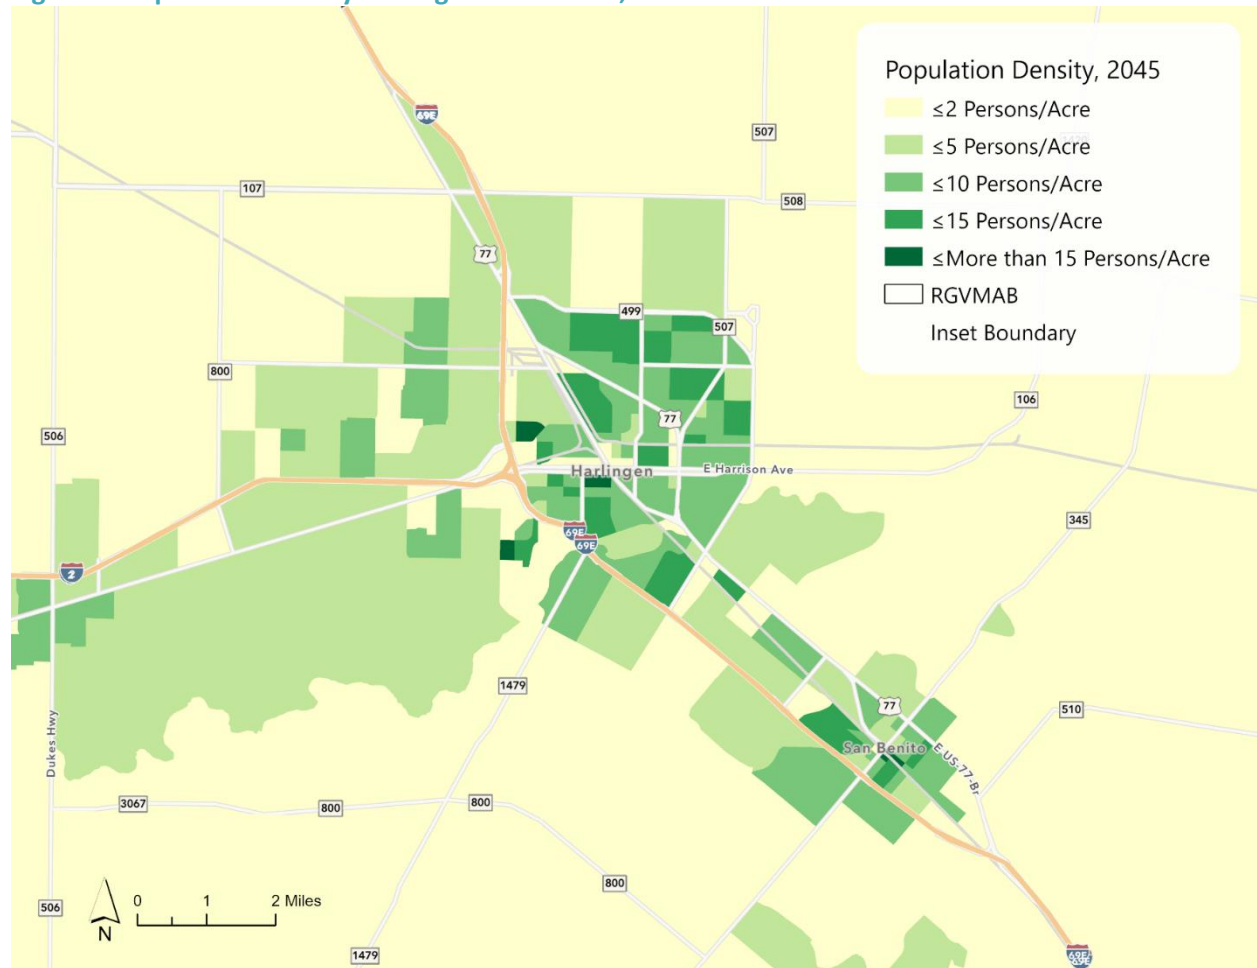 Population Density, 2045
≤2 Persons/Acre
≤5 Persons/Acre
≤10 Persons/Acre
≤15 Persons/Acre
≤More than 15 Persons/Acre
RGVMAB
Inset Boundary
69E
507
107
508
77
499
507
800
77
106
506
Harlingen
E Harrison Ave
69E
69E
345
2
1479
77
510
Dukes Hwy
San Benito
E US-77-Br
3067
800
800
800
506
0 1 2 Miles
N
1479
69E
69E